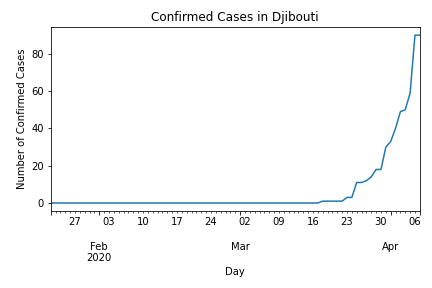 Confirmed Cases in Djibouti
Number of Confirmed Cases
80
60
40
20
0
27 03 10 17 24 02 09 16 23 30 06
Feb Mar Apr
2020
Day